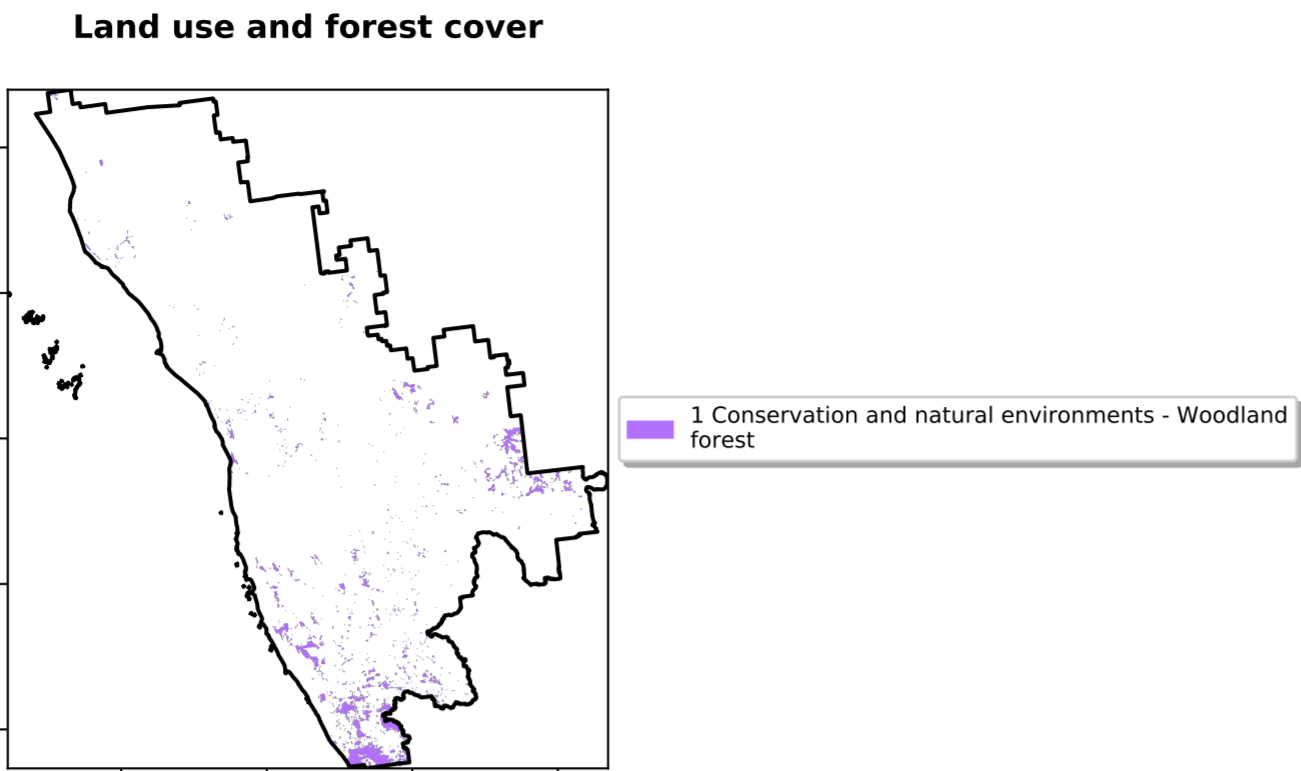 Land use and forest cover
1 Conservation and natural environments - Woodland
forest